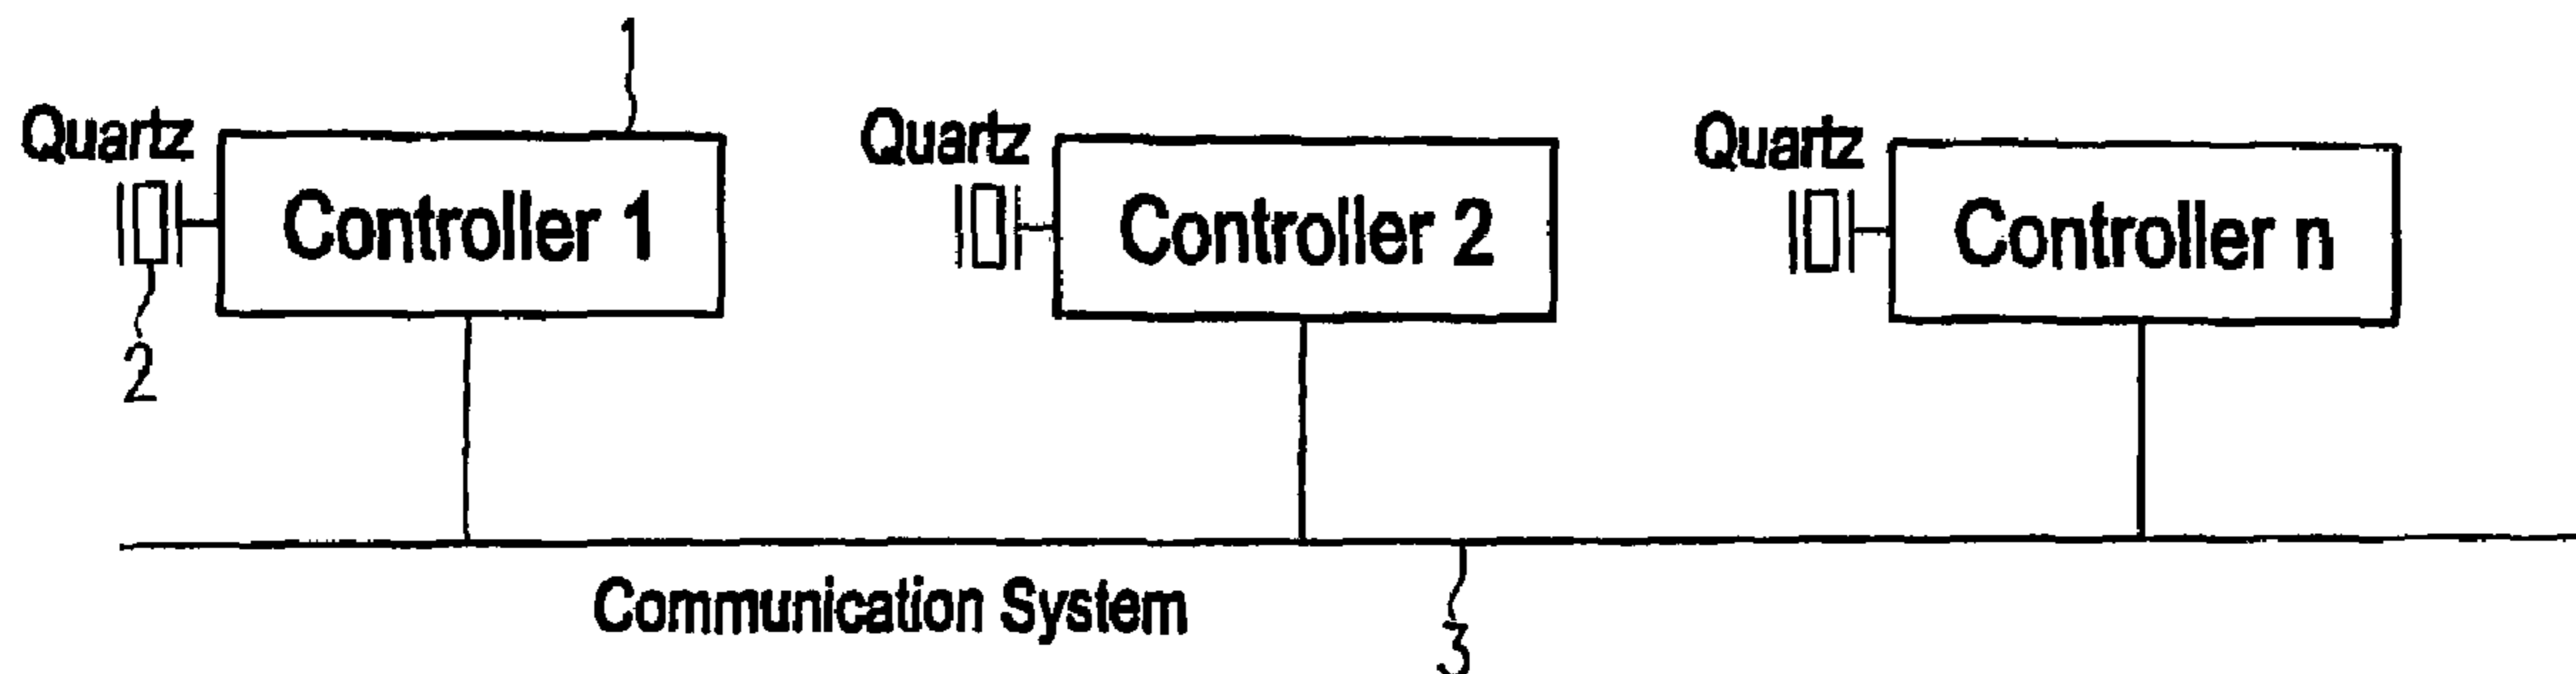 1
Quartz
Quartz
Quartz
Controller 1
Controller 2
Controller n
2
Communication System
3